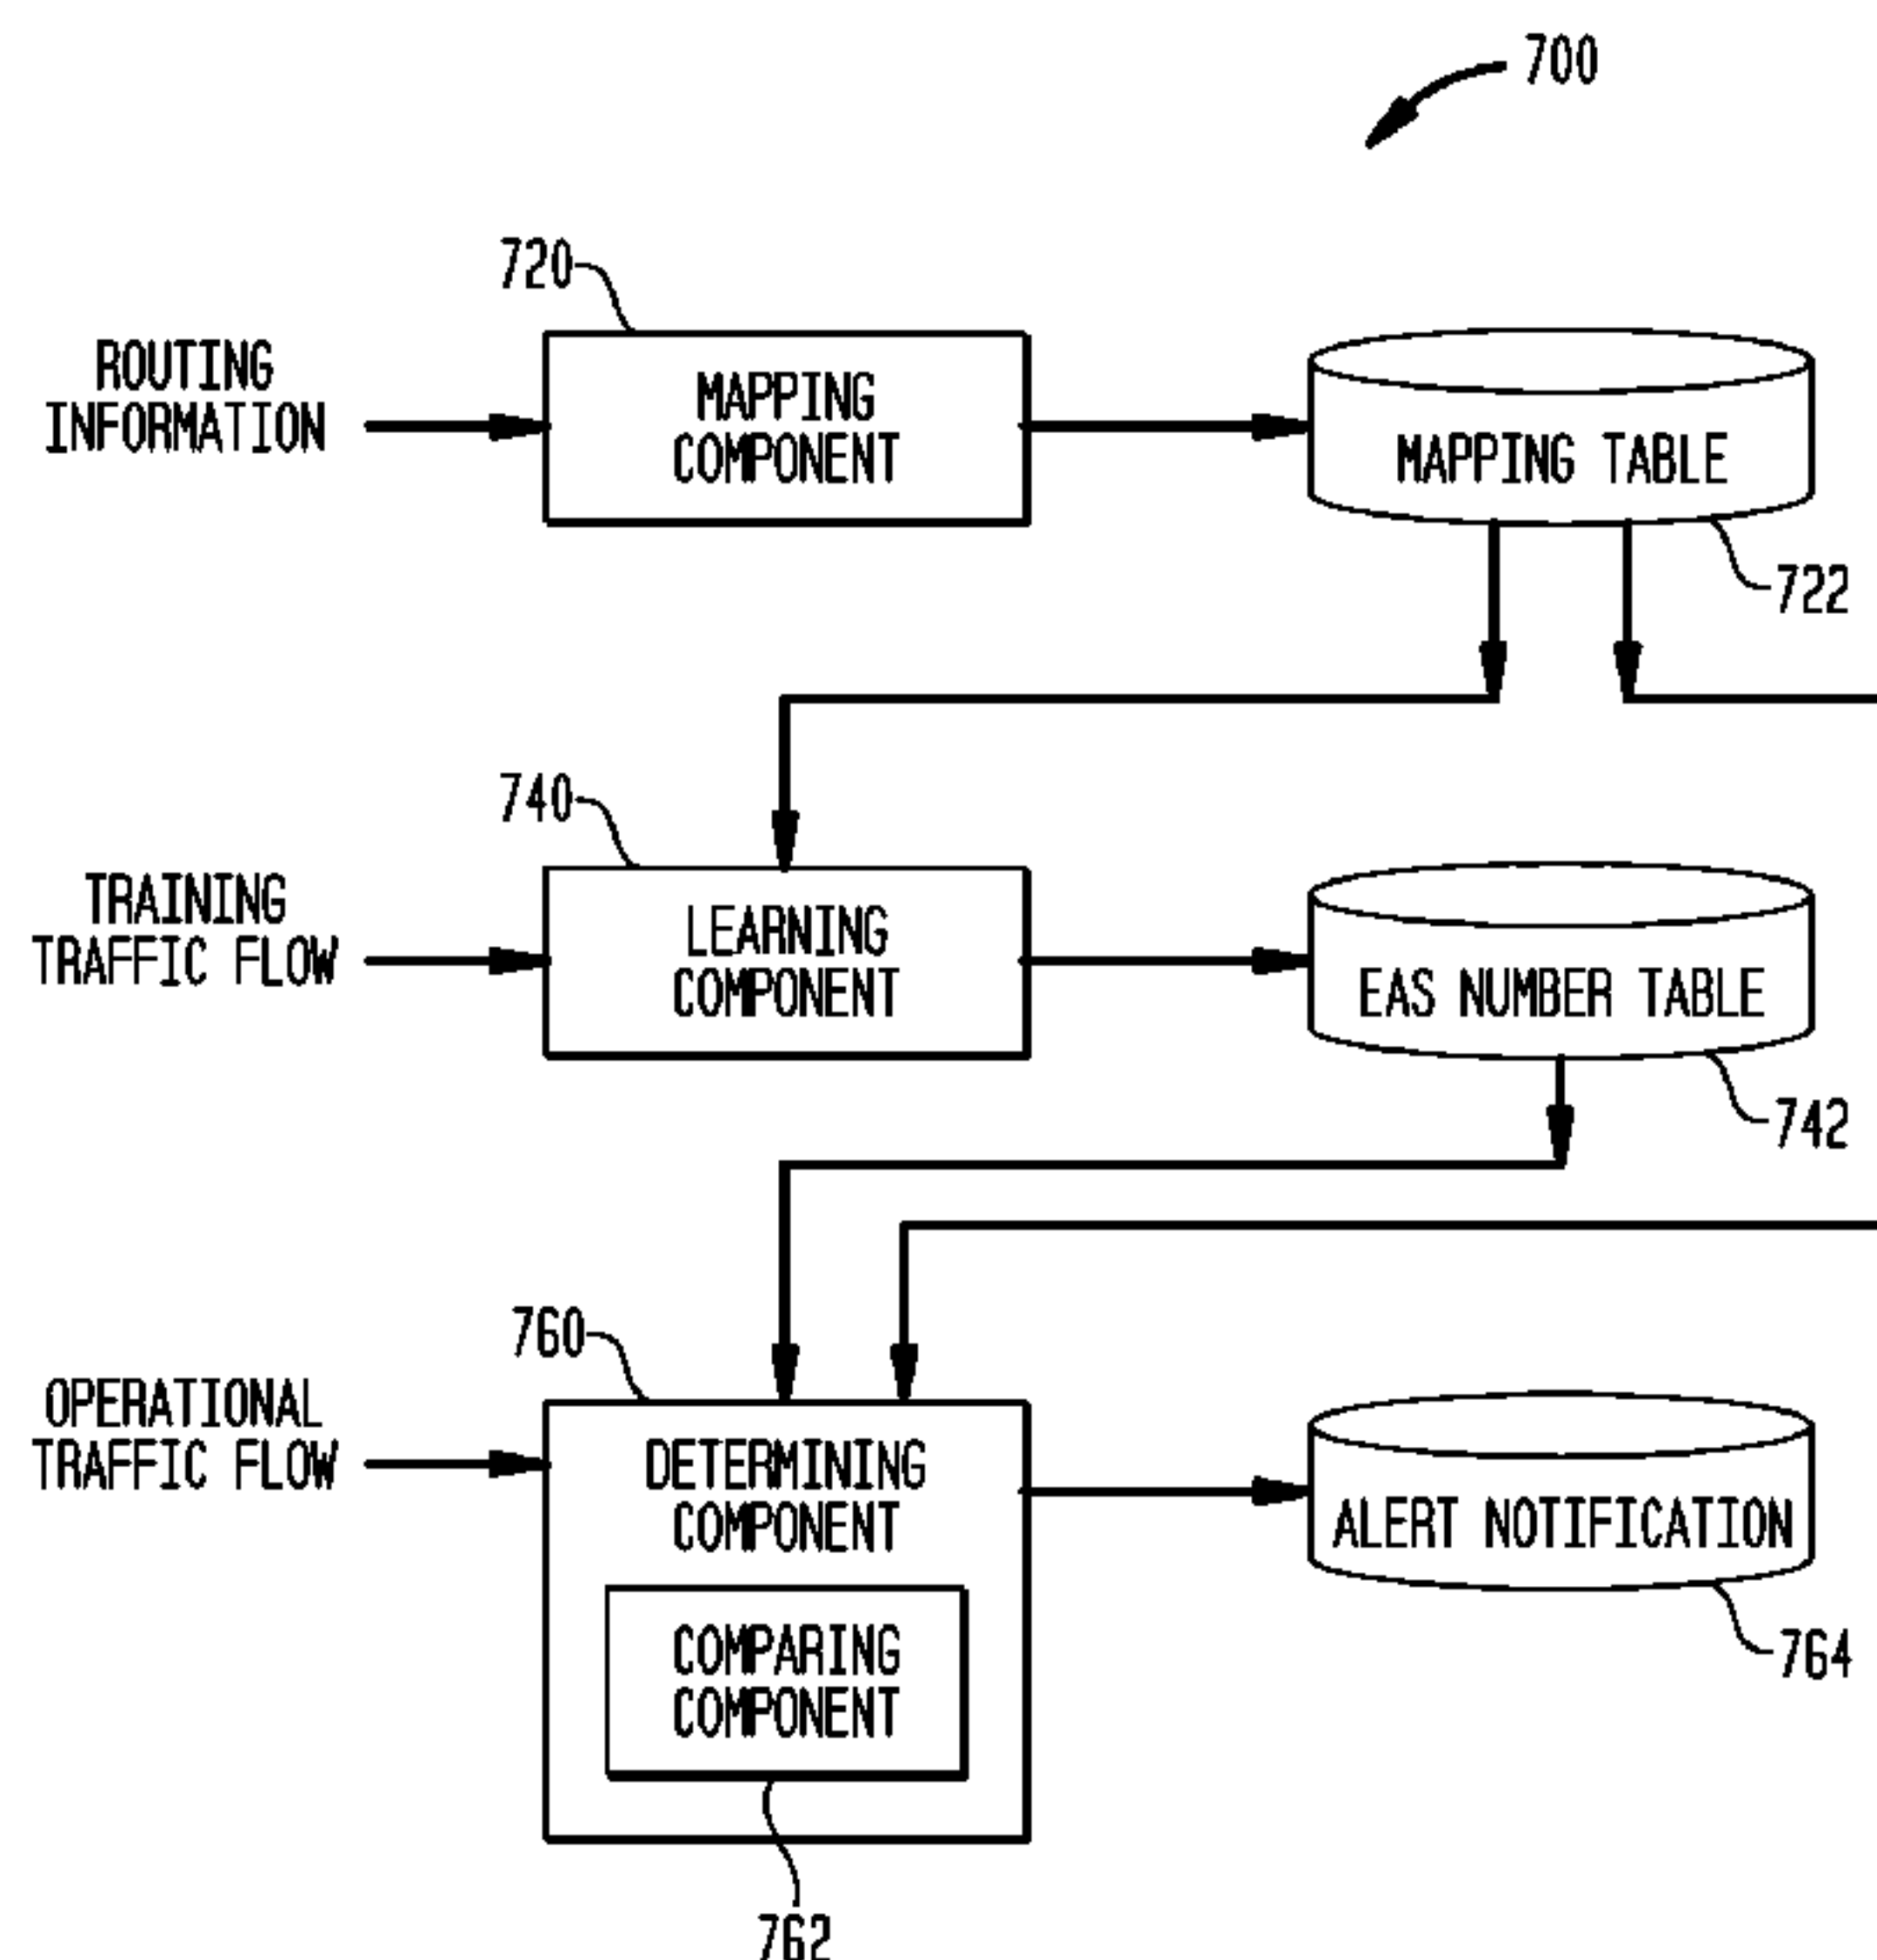 700
720
ROUTING
INFORMATION
MAPPING
COMPONENT
MAPPING TABLE
722
740
TRAINING
TRAFFIC FLOW
LEARNING
COMPONENT
EAS NUMBER TABLE
742
760
OPERATIONAL
TRAFFIC FLOW
DETERMINING
COMPONENT
ALERT NOTIFICATION
COMPARING
COMPONENT
764
762